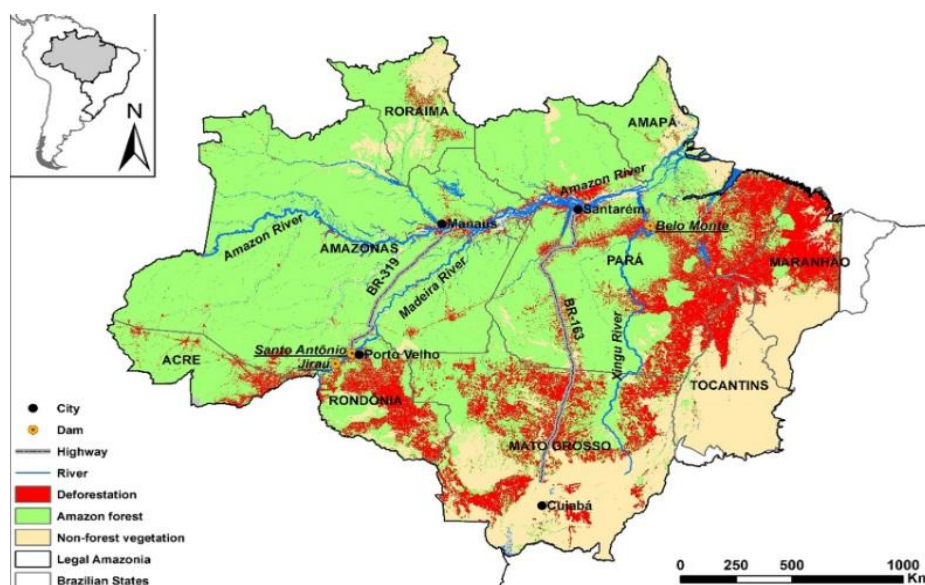 N
RORAIMA
AMAPÁ
Amazon River
Manaus
Santarém
Belo Monte
Amazon River
AMAZONAS
PARÁ
MARANHÃO
BR-319
Madeira River
BR-163
Xingu River
Santo Antônio
Porto Velho
ACRE
Jirau
RONDÔNIA
TOCANTINS
MATO GROSSO
Cuiabá
City
Dam
Highway
River
Deforestation
Amazon forest
Non-forest vegetation
Legal Amazonia
Brazilian States
0 250 500 1000
Km